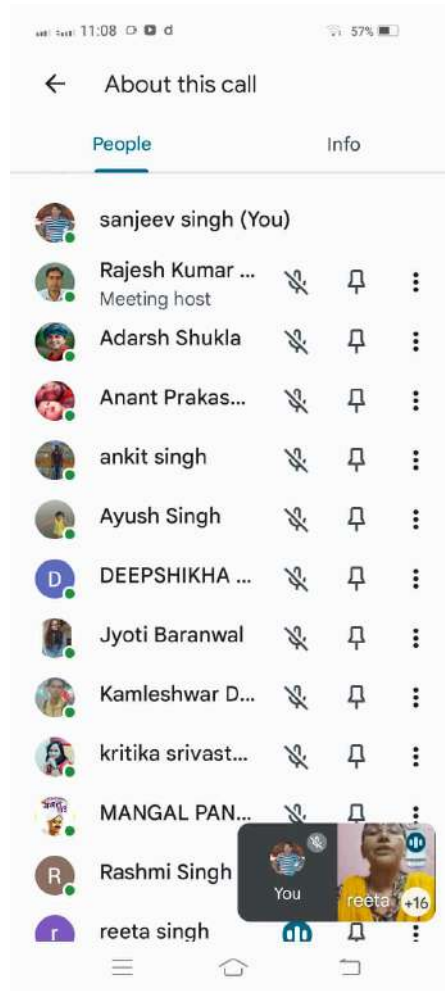 11:08 d 57%
About this call
People Info
sanjeev singh (You)
Rajesh Kumar ...
Meeting host
Adarsh Shukla
Anant Prakas...
ankit singh
Ayush Singh
D DEEPSHIKHA ...
Jyoti Baranwal
Kamleshwar D...
kritika srivast...
MANGAL PAN...
R Rashmi Singh
You reeta +16
r reeta singh